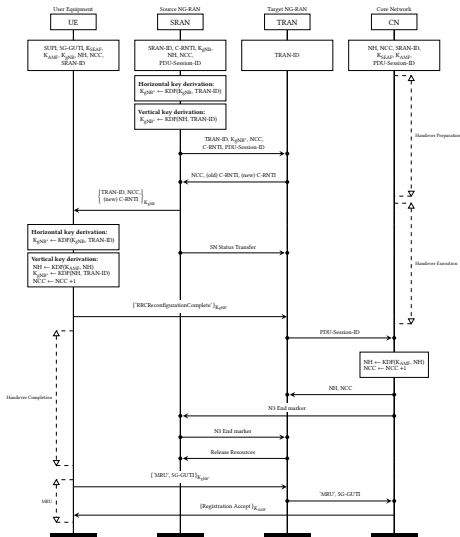 User Equipment
Source NG-RAN
Target NG-RAN
Core Network
UE
SRAN
TRAN
CN
SUPI, 5G-GUTI, K_SEAF,
K_AMF, K_gNB, NH, NCC,
SRAN-ID
SRAN-ID, C-RNTI, K_gNB,
NH, NCC,
PDU-Session-ID
TRAN-ID
NH, NCC, SRAN-ID,
K_SEAF, K_AMF,
PDU-Session-ID
Horizontal key derivation:
K_gNB* ← KDF(K_gNB, TRAN-ID)
Vertical key derivation:
K_gNB* ← KDF(NH, TRAN-ID)
Handover Preparation
TRAN-ID, K_gNB*, NCC,
C-RNTI, PDU-Session-ID
NCC, (old) C-RNTI, (new) C-RNTI
{TRAN-ID, NCC,
(new) C-RNTI}K_gNB
Horizontal key derivation:
K_gNB* ← KDF(K_gNB, TRAN-ID)
Vertical key derivation:
NH ← KDF(K_AMF, NH)
K_gNB* ← KDF(NH, TRAN-ID)
NCC ← NCC +1
SN Status Transfer
Handover Execution
{'RRCReconfigurationComplete'}K_gNB*
PDU-Session-ID
NH ← KDF(K_AMF, NH)
NCC ← NCC +1
NH, NCC
Handover Completion
N3 End marker
N3 End marker
Release Resources
{'MRU', 5G-GUTI}K_gNB*
MRU
'MRU', 5G-GUTI
{Registration Accept}K_AMF